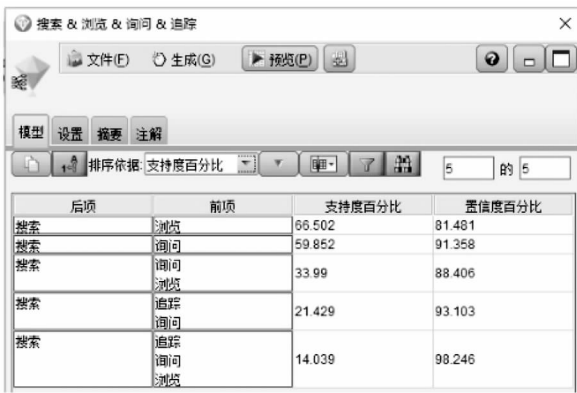 搜索 & 浏览 & 询问 & 追踪
文件(F) 生成(G) 预览(P)
模型 设置 摘要 注解
排序依据: 支持度百分比 5 的 5
后项 前项 支持度百分比 置信度百分比
搜索 浏览 66.502 81.481
搜索 询问 59.852 91.358
搜索 询问 33.99 88.406
浏览
搜索 追踪 21.429 93.103
询问
搜索 追踪 14.039 98.246
询问
浏览